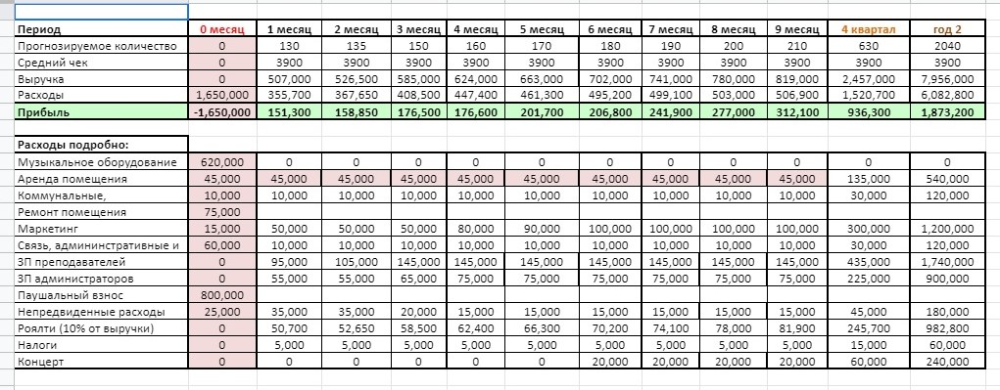 Период 0 месяц 1 месяц 2 месяц 3 месяц 4 месяц 5 месяц 6 месяц 7 месяц 8 месяц 9 месяц 4 квартал год 2
Прогнозируемое количество 0 130 135 150 160 170 180 190 200 210 630 2040
Средний чек 0 3900 3900 3900 3900 3900 3900 3900 3900 3900 3900 3900
Выручка 0 507,000 526,500 585,000 624,000 663,000 702,000 741,000 780,000 819,000 2,457,000 7,956,000
Расходы 1,650,000 355,700 367,650 408,500 447,400 461,300 495,200 499,100 503,000 506,900 1,520,700 6,082,800
Прибыль -1,650,000 151,300 158,850 176,500 176,600 201,700 206,800 241,900 277,000 312,100 936,300 1,873,200
Расходы подробно:
Музыкальное оборудование 620,000 0 0 0 0 0 0 0 0 0 0 0
Аренда помещения 45,000 45,000 45,000 45,000 45,000 45,000 45,000 45,000 45,000 45,000 135,000 540,000
Коммунальные, 10,000 10,000 10,000 10,000 10,000 10,000 10,000 10,000 10,000 10,000 30,000 120,000
Ремонт помещения 75,000
Маркетинг 15,000 50,000 50,000 50,000 80,000 90,000 100,000 100,000 100,000 100,000 300,000 1,200,000
Связь, админинстративные и 60,000 10,000 10,000 10,000 10,000 10,000 10,000 10,000 10,000 10,000 30,000 120,000
ЗП преподавателей 0 95,000 105,000 145,000 145,000 145,000 145,000 145,000 145,000 145,000 435,000 1,740,000
ЗП администраторов 0 55,000 55,000 65,000 75,000 75,000 75,000 75,000 75,000 75,000 225,000 900,000
Паушальный взнос 800,000
Непредвиденные расходы 25,000 35,000 35,000 20,000 15,000 15,000 15,000 15,000 15,000 15,000 45,000 180,000
Роялти (10% от выручки) 0 50,700 52,650 58,500 62,400 66,300 70,200 74,100 78,000 81,900 245,700 982,800
Налоги 0 5,000 5,000 5,000 5,000 5,000 5,000 5,000 5,000 5,000 15,000 60,000
Концерт 0 0 0 0 0 0 20,000 20,000 20,000 20,000 60,000 240,000